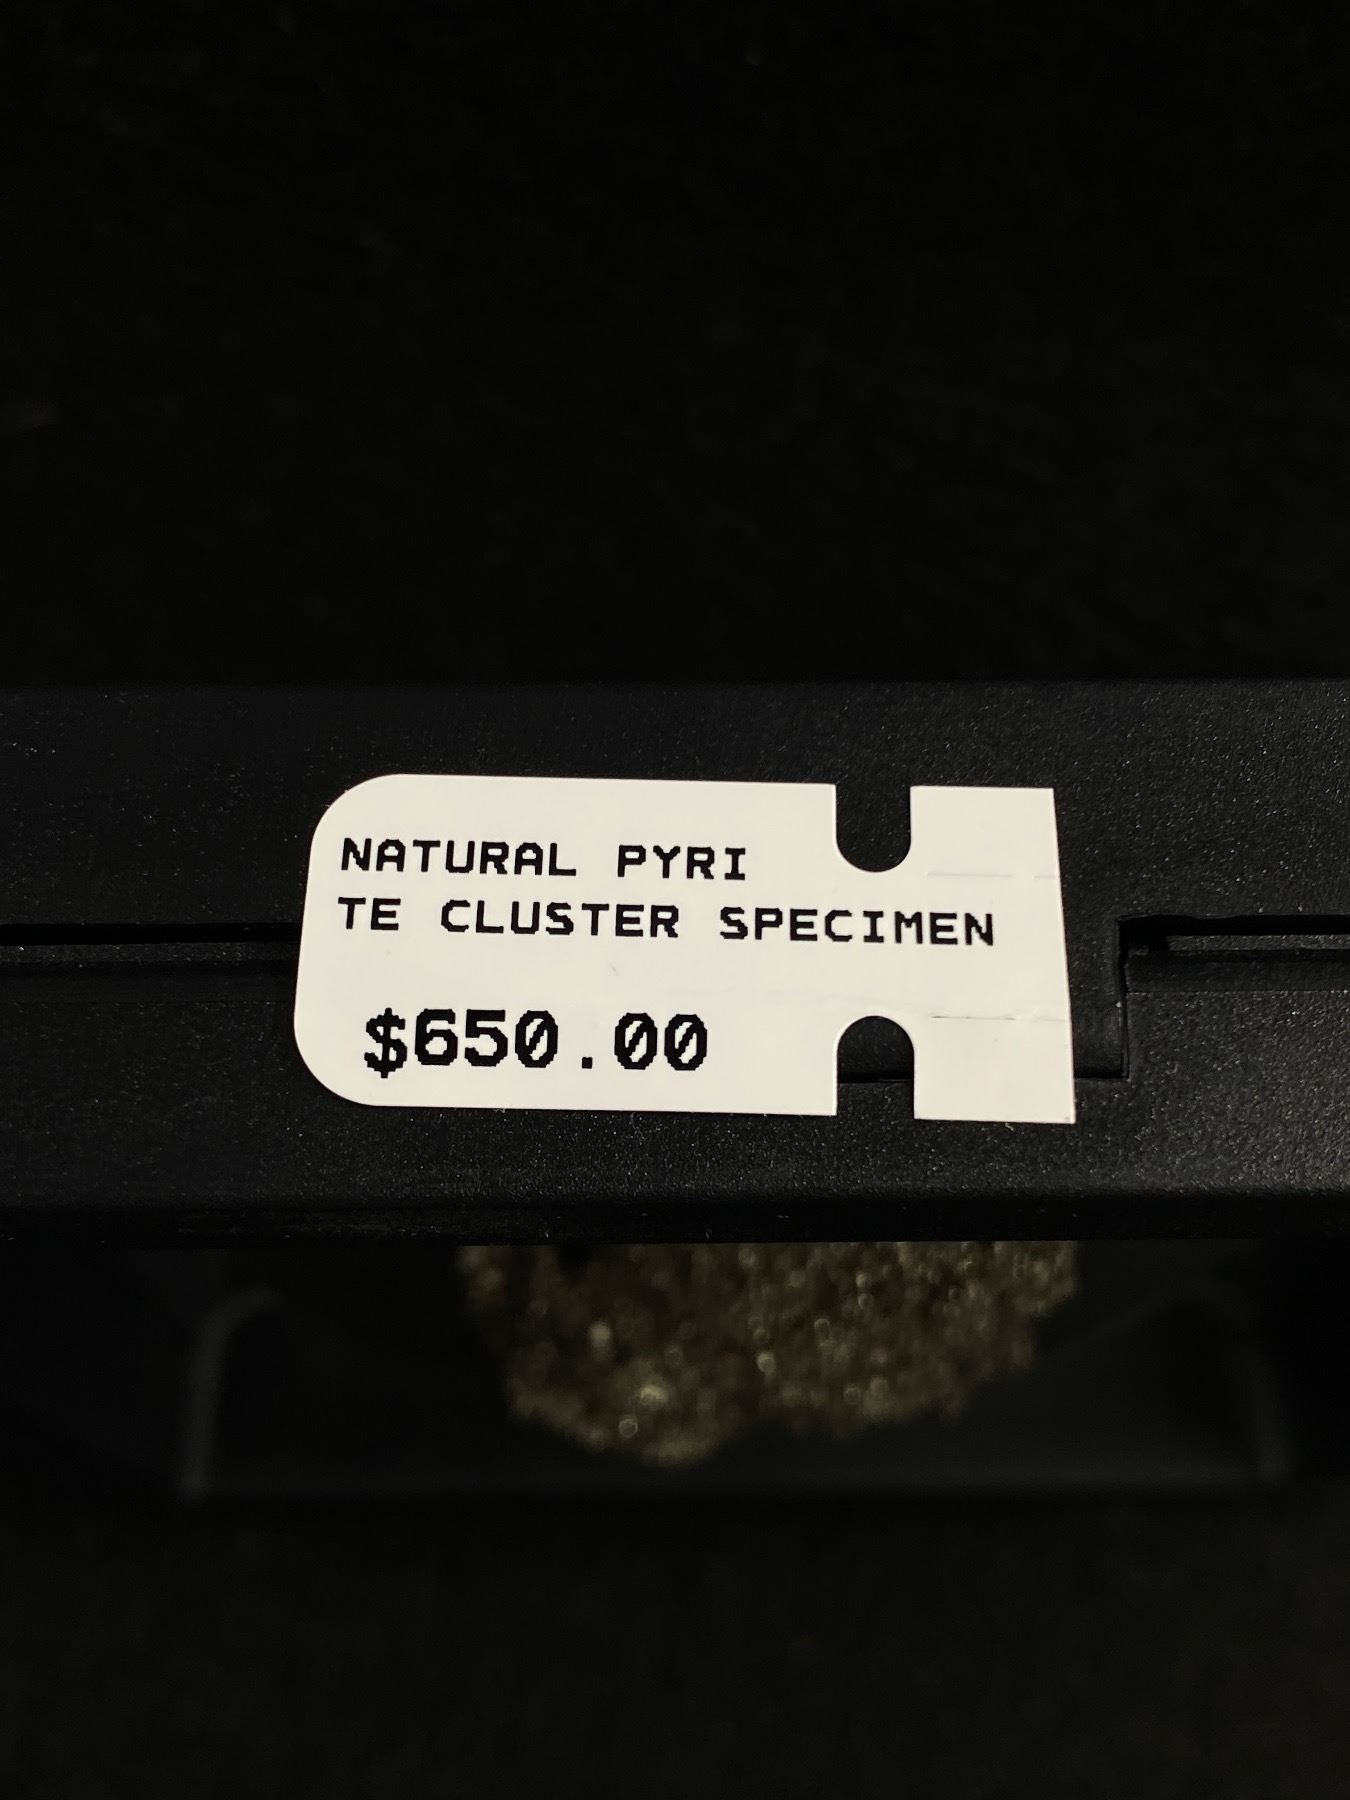 NATURAL PYRI
TE CLUSTER SPECIMEN
$650.00